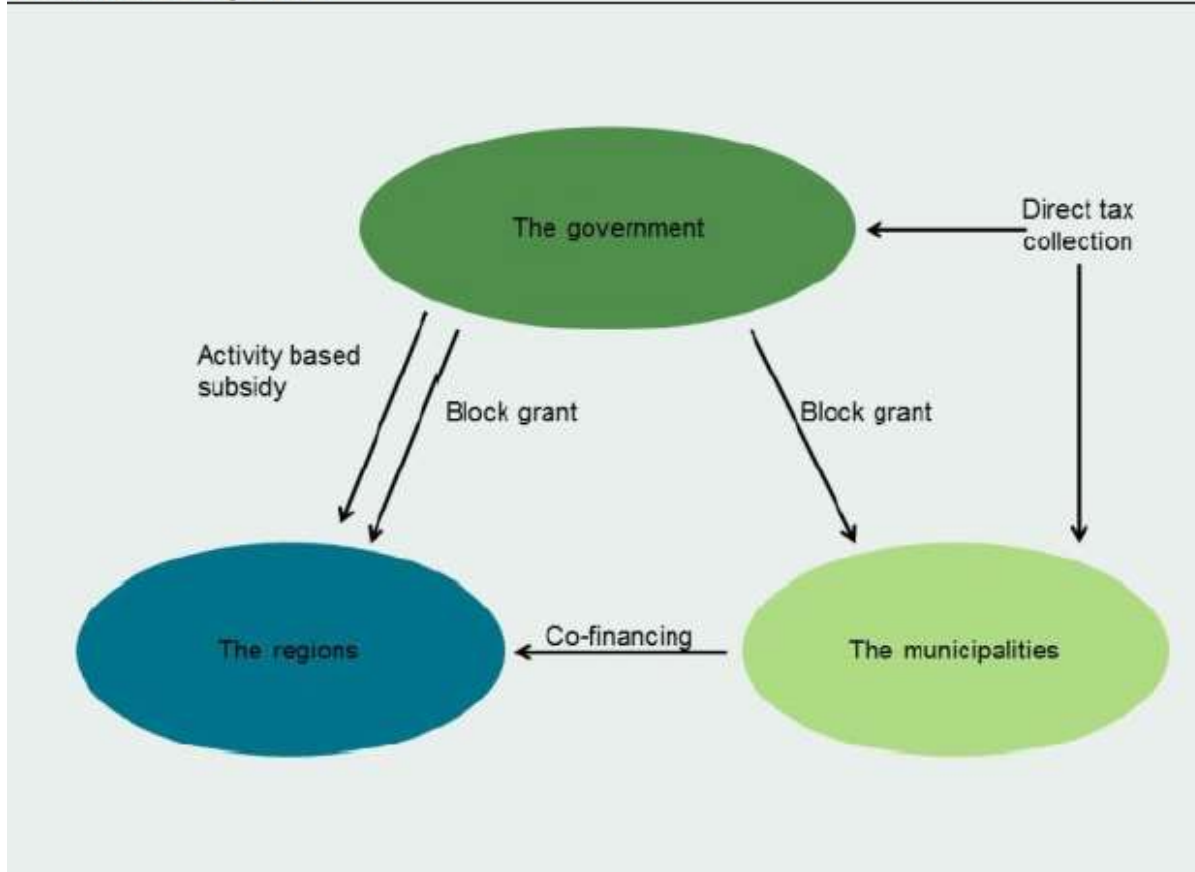 The government
Direct tax
collection
Activity based
subsidy
Block grant
Block grant
The regions
Co-financing
The municipalities